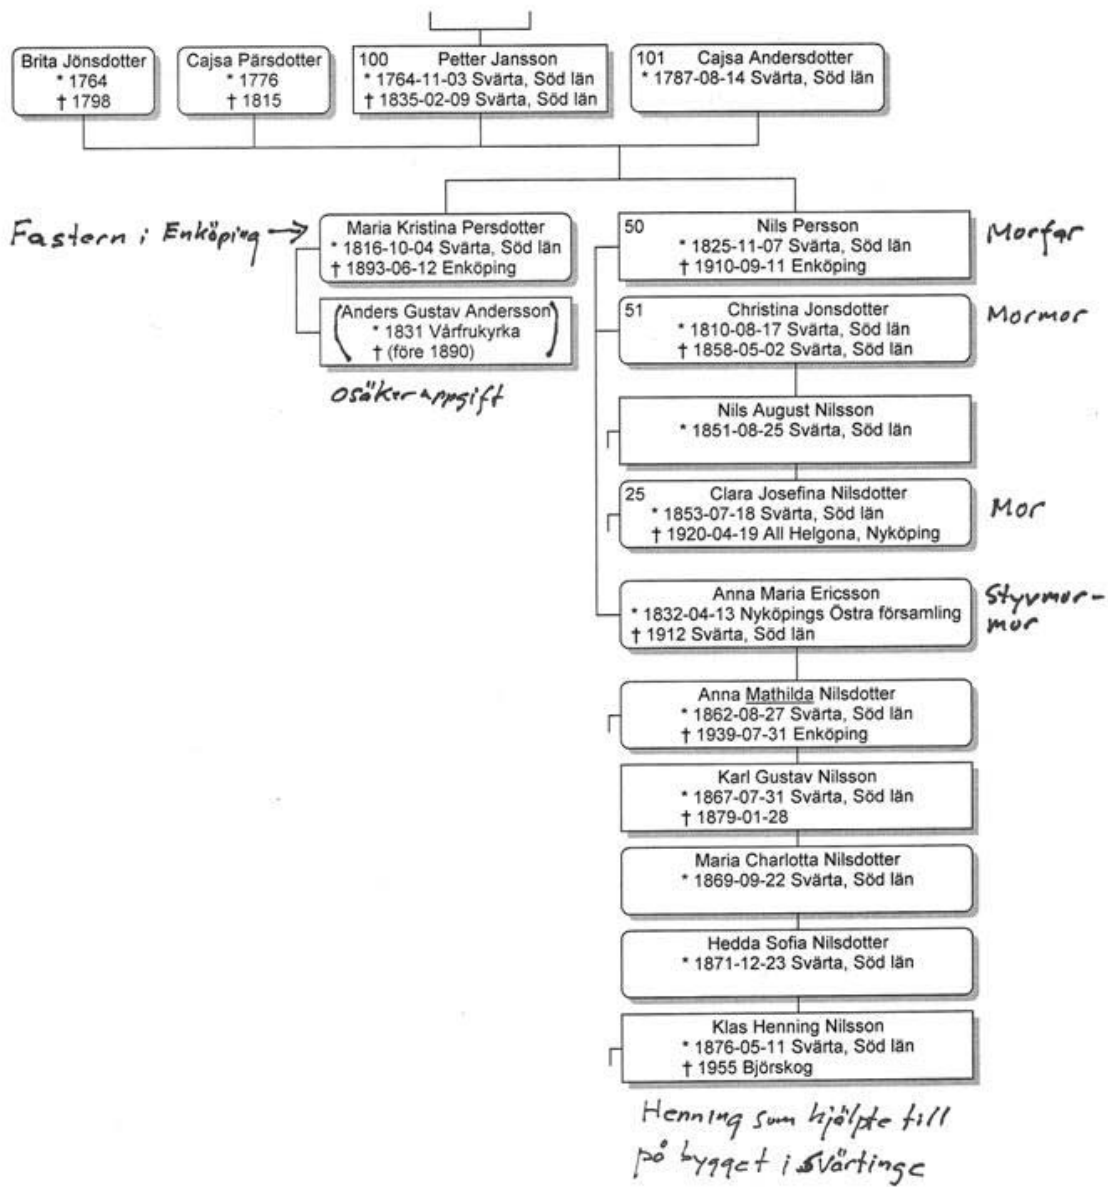 Brita Jönsdotter
* 1764
† 1798
Cajsa Pärsdotter
* 1776
† 1815
100 Petter Jansson
* 1764-11-03 Svärta, Söd län
† 1835-02-09 Svärta, Söd län
101 Cajsa Andersdotter
* 1787-08-14 Svärta, Söd län
Fastern i Enköping →
Maria Kristina Persdotter
* 1816-10-04 Svärta, Söd län
† 1893-06-12 Enköping
(Anders Gustav Andersson)
* 1831 Vårfrukyrka
† (före 1890)
osäker uppgift
50 Nils Persson
* 1825-11-07 Svärta, Söd län
† 1910-09-11 Enköping
Morfar
51 Christina Jonsdotter
* 1810-08-17 Svärta, Söd län
† 1858-05-02 Svärta, Söd län
Mormor
Nils August Nilsson
* 1851-08-25 Svärta, Söd län
25 Clara Josefina Nilsdotter
* 1853-07-18 Svärta, Söd län
† 1920-04-19 All Helgona, Nyköping
Mor
Anna Maria Ericsson
* 1832-04-13 Nyköpings Östra församling
† 1912 Svärta, Söd län
Styvmor-
mor
Anna Mathilda Nilsdotter
* 1862-08-27 Svärta, Söd län
† 1939-07-31 Enköping
Karl Gustav Nilsson
* 1867-07-31 Svärta, Söd län
† 1879-01-28
Maria Charlotta Nilsdotter
* 1869-09-22 Svärta, Söd län
Hedda Sofia Nilsdotter
* 1871-12-23 Svärta, Söd län
Klas Henning Nilsson
* 1876-05-11 Svärta, Söd län
† 1955 Björskog
Henning som hjälpte till
på bygget i Svärtinge